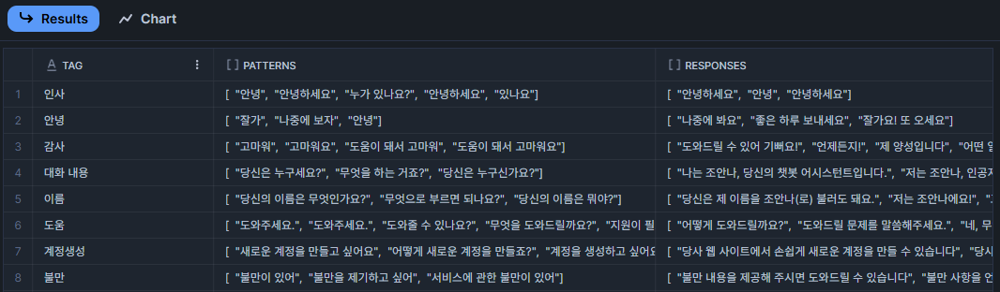 Results Chart
TAG PATTERNS RESPONSES
1 인사 [ "안녕", "안녕하세요", "누가 있나요?", "안녕하세요", "있나요"] [ "안녕하세요", "안녕", "안녕하세요"]
2 안녕 [ "잘가", "나중에 보자", "안녕"] [ "나중에 봐요", "좋은 하루 보내세요", "잘가요! 또 오세요"]
3 감사 [ "고마워", "고마워요", "도움이 돼서 고마워", "도움이 돼서 고마워요"] [ "도와드릴 수 있어 기뻐요!", "언제든지!", "제 양성입니다", "어떤
4 대화 내용 [ "당신은 누구세요?", "무엇을 하는 거죠?", "당신은 누구신가요?"] [ "나는 조안나, 당신의 챗봇 어시스턴트입니다.", "저는 조안나, 인공
5 이름 [ "당신의 이름은 무엇인가요?", "무엇으로 부르면 되나요?", "당신의 이름은 뭐야?"] [ "당신은 제 이름을 조안나(로) 불러도 돼요.", "저는 조안나에요!",
6 도움 [ "도와주세요.", "도와주세요.", "도와줄 수 있나요?", "무엇을 도와드릴까요?", "지원이 필 [ "어떻게 도와드릴까요?", "도와드릴 문제를 말씀해주세요.", "네, 무
7 계정생성 [ "새로운 계정을 만들고 싶어요", "어떻게 새로운 계정을 만들죠?", "계정을 생성하고 싶어요 [ "당사 웹 사이트에서 손쉽게 새로운 계정을 만들 수 있습니다", "당사
8 불만 [ "불만이 있어", "불만을 제기하고 싶어", "서비스에 관한 불만이 있어"] [ "불만 내용을 제공해 주시면 도와드릴 수 있습니다", "불만 사항을 언